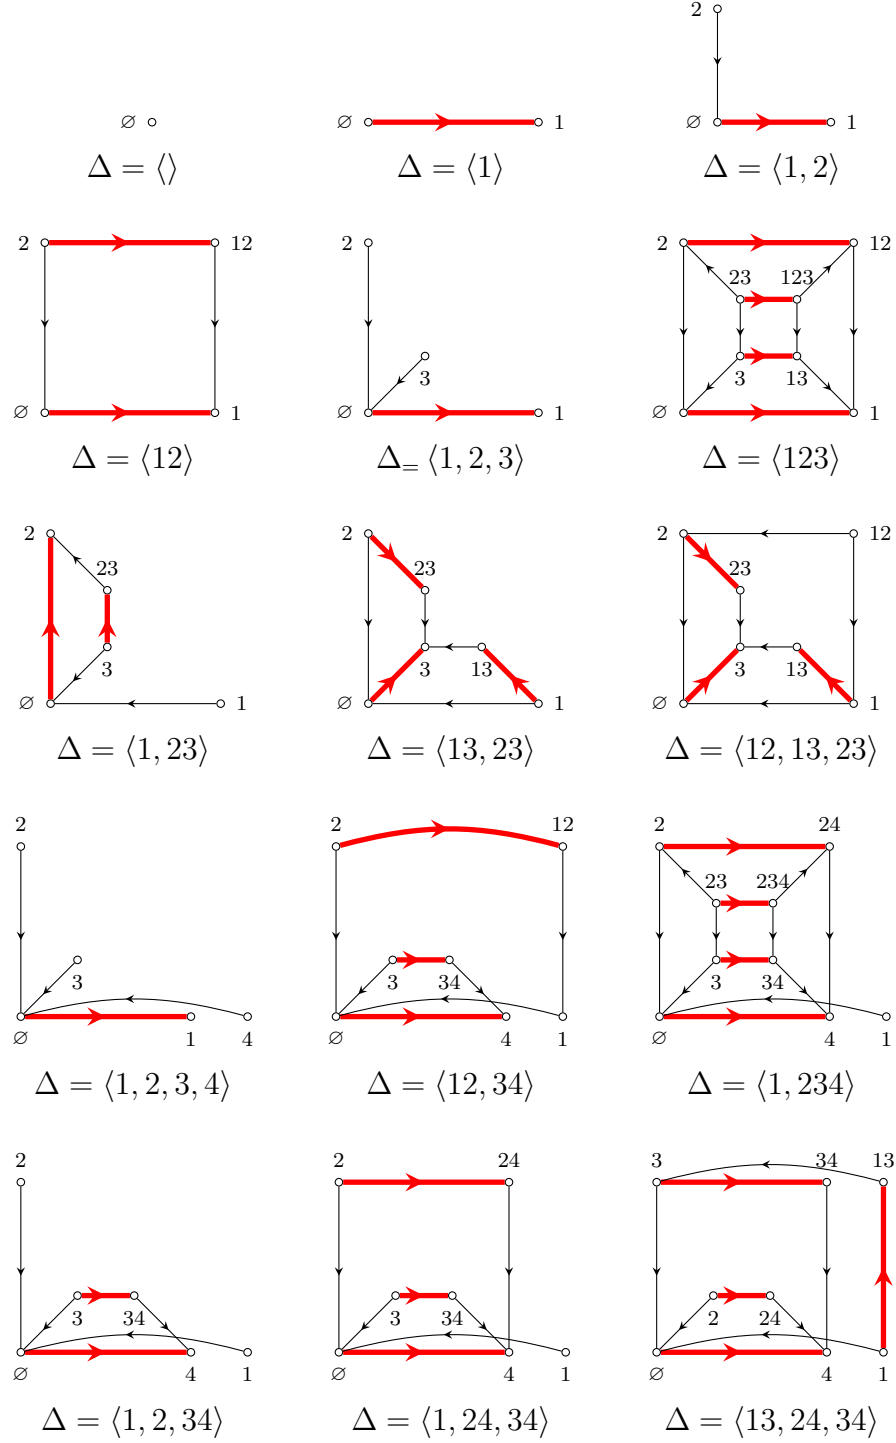 2
∅ ∅ 1 ∅ 1
Δ = ⟨⟩ Δ = ⟨1⟩ Δ = ⟨1, 2⟩
2 12 2 2 12
23 123
3 3 13
∅ 1 ∅ 1 ∅ 1
Δ = ⟨12⟩ Δ₌ ⟨1, 2, 3⟩ Δ = ⟨123⟩
2 2 2 12
23 23 23
3 3 13 3 13
∅ 1 ∅ 1 ∅ 1
Δ = ⟨1, 23⟩ Δ = ⟨13, 23⟩ Δ = ⟨12, 13, 23⟩
2 2 12 2 24
23 234
3 3 34 3 34
∅ 1 4 ∅ 4 1 ∅ 4 1
Δ = ⟨1, 2, 3, 4⟩ Δ = ⟨12, 34⟩ Δ = ⟨1, 234⟩
2 2 24 3 34 13
3 34 3 34 2 24
∅ 4 1 ∅ 4 1 ∅ 4 1
Δ = ⟨1, 2, 34⟩ Δ = ⟨1, 24, 34⟩ Δ = ⟨13, 24, 34⟩